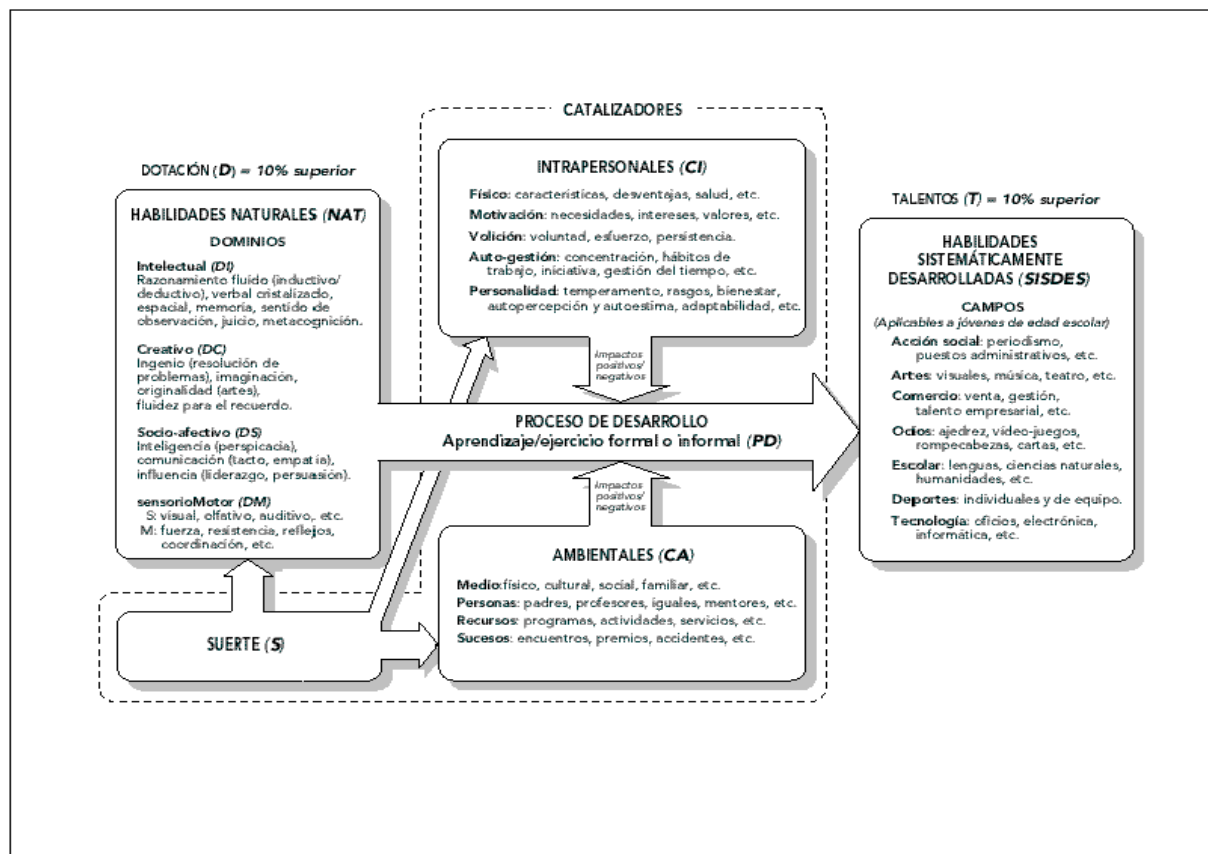 CATALIZADORES
DOTACIÓN (D) = 10% superior
HABILIDADES NATURALES (NAT)
DOMINIOS
Intelectual (DI)
Razonamiento fluído (inductivo/
deductivo), verbal cristalizado,
espacial, memoria, sentido de
observación, juicio, metacognición.
Creativo (DC)
Ingenio (resolución de
problemas), imaginación,
originalidad (artes),
fluidez para el recuerdo.
Socio-afectivo (DS)
Inteligencia (perspicacia),
comunicación (tacto, empatía),
influencia (liderazgo, persuasión).
sensorioMotor (DM)
S: visual, olfativo, auditivo, etc.
M: fuerza, resistencia, reflejos,
coordinación, etc.
SUERTE (S)
INTRAPERSONALES (CI)
Físico: características, desventajas, salud, etc.
Motivación: necesidades, intereses, valores, etc.
Volición: voluntad, esfuerzo, persistencia.
Auto-gestión: concentración, hábitos de
trabajo, iniciativa, gestión del tiempo, etc.
Personalidad: temperamento, rasgos, bienestar,
autopercepción y autoestima, adaptabilidad, etc.
Impactos
positivos/
negativos
PROCESO DE DESARROLLO
Aprendizaje/ejercicio formal o informal (PD)
Impactos
positivos/
negativos
AMBIENTALES (CA)
Medio:físico, cultural, social, familiar, etc.
Personas: padres, profesores, iguales, mentores, etc.
Recursos: programas, actividades, servicios, etc.
Sucesos: encuentros, premios, accidentes, etc.
TALENTOS (T) = 10% superior
HABILIDADES
SISTEMÁTICAMENTE
DESARROLLADAS (SISDES)
CAMPOS
(Aplicables a jóvenes de edad escolar)
Acción social: periodismo,
puestos administrativos, etc.
Artes: visuales, música, teatro, etc.
Comercio: venta, gestión,
talento empresarial, etc.
Ocios: ajedrez, vídeo-juegos,
rompecabezas, cartas, etc.
Escolar: lenguas, ciencias naturales,
humanidades, etc.
Deportes: individuales y de equipo.
Tecnología: oficios, electrónica,
informática, etc.